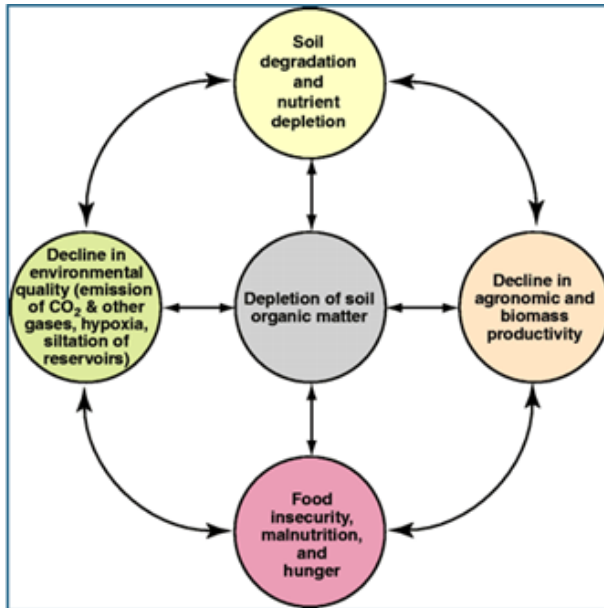 Soil
degradation
and
nutrient
depletion
Decline in
environmental
quality (emission
of CO₂ & other
gases, hypoxia,
siltation of
reservoirs)
Depletion of soil
organic matter
Decline in
agronomic and
biomass
productivity
Food
insecurity,
malnutrition,
and
hunger